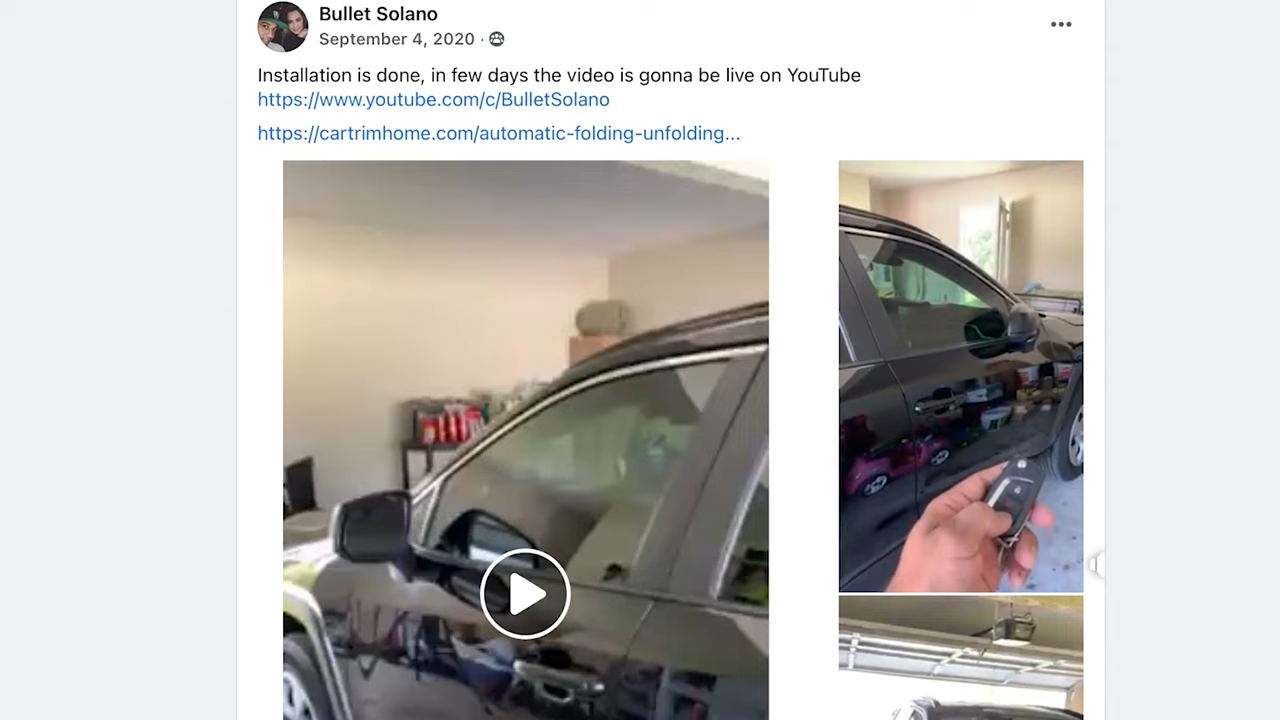 Bullet Solano
September 4, 2020 ·
Installation is done, in few days the video is gonna be live on YouTube
https://www.youtube.com/c/BulletSolano
https://cartrimhome.com/automatic-folding-unfolding...